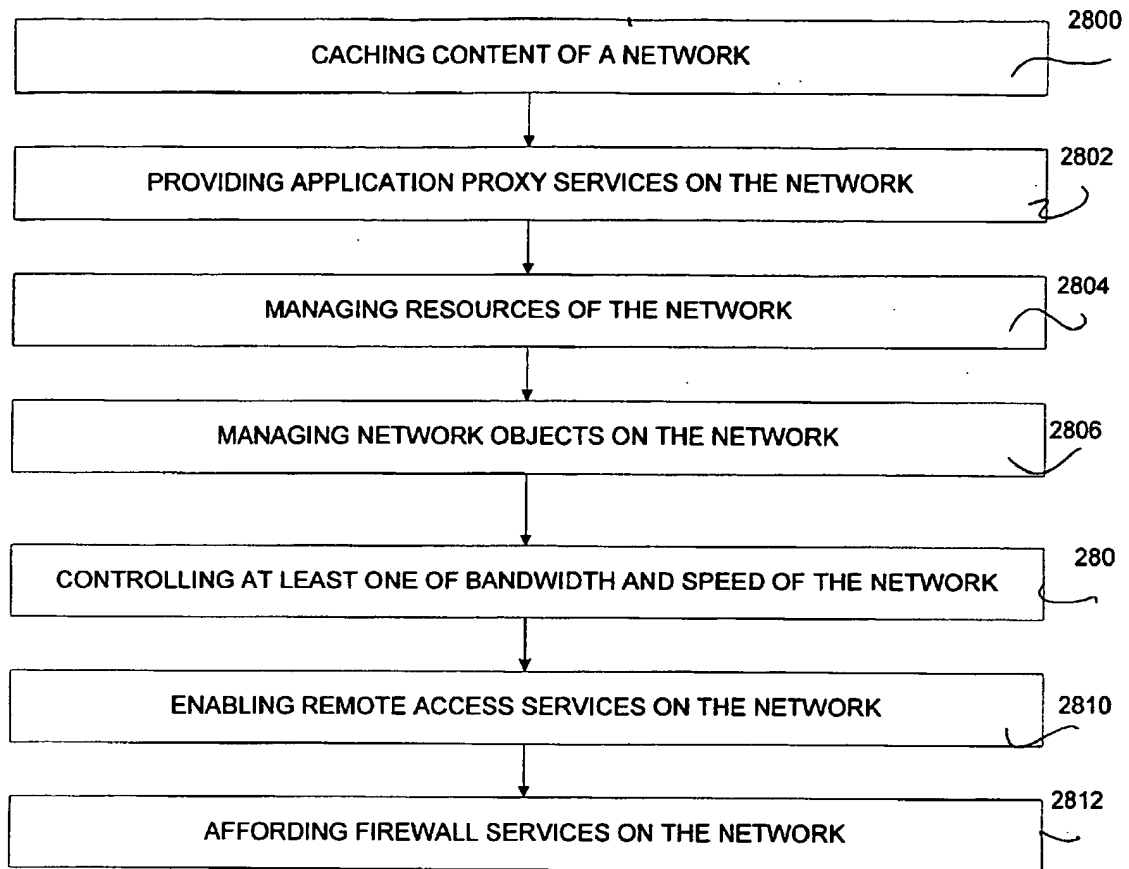 2800
CACHING CONTENT OF A NETWORK
2802
PROVIDING APPLICATION PROXY SERVICES ON THE NETWORK
2804
MANAGING RESOURCES OF THE NETWORK
2806
MANAGING NETWORK OBJECTS ON THE NETWORK
280
CONTROLLING AT LEAST ONE OF BANDWIDTH AND SPEED OF THE NETWORK
2810
ENABLING REMOTE ACCESS SERVICES ON THE NETWORK
2812
AFFORDING FIREWALL SERVICES ON THE NETWORK